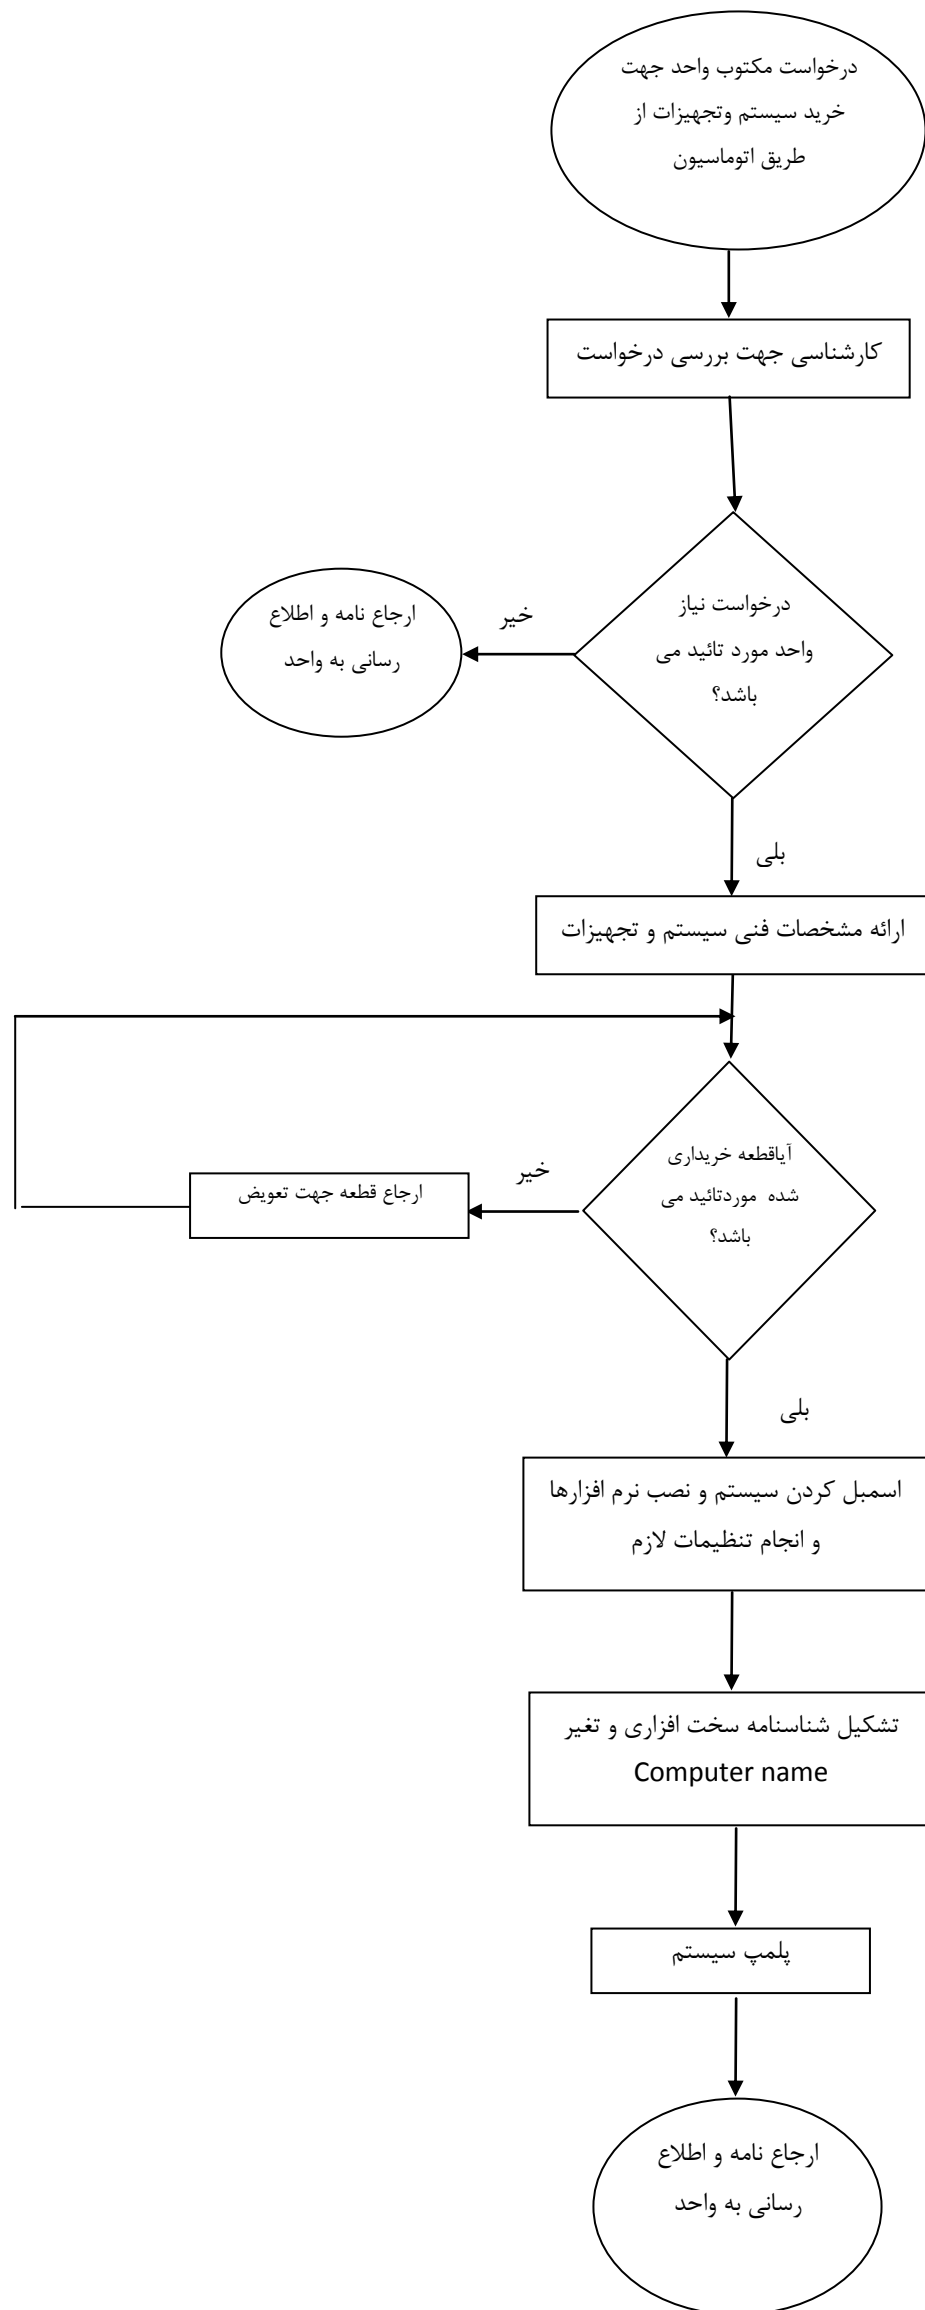 درخواست مکتوب واحد جهت
خرید سیستم وتجهیزات از
طریق اتوماسیون
کارشناسی جهت بررسی درخواست
درخواست نیاز
واحد مورد تائید می
باشد؟
خیر
ارجاع نامه و اطلاع
رسانی به واحد
بلی
ارائه مشخصات فنی سیستم و تجهیزات
آیاقطعه خریداری
شده موردتائید می
باشد؟
خیر
ارجاع قطعه جهت تعویض
بلی
اسمبل کردن سیستم و نصب نرم افزارها
و انجام تنظیمات لازم
تشکیل شناسنامه سخت افزاری و تغیر
Computer name
پلمپ سیستم
ارجاع نامه و اطلاع
رسانی به واحد